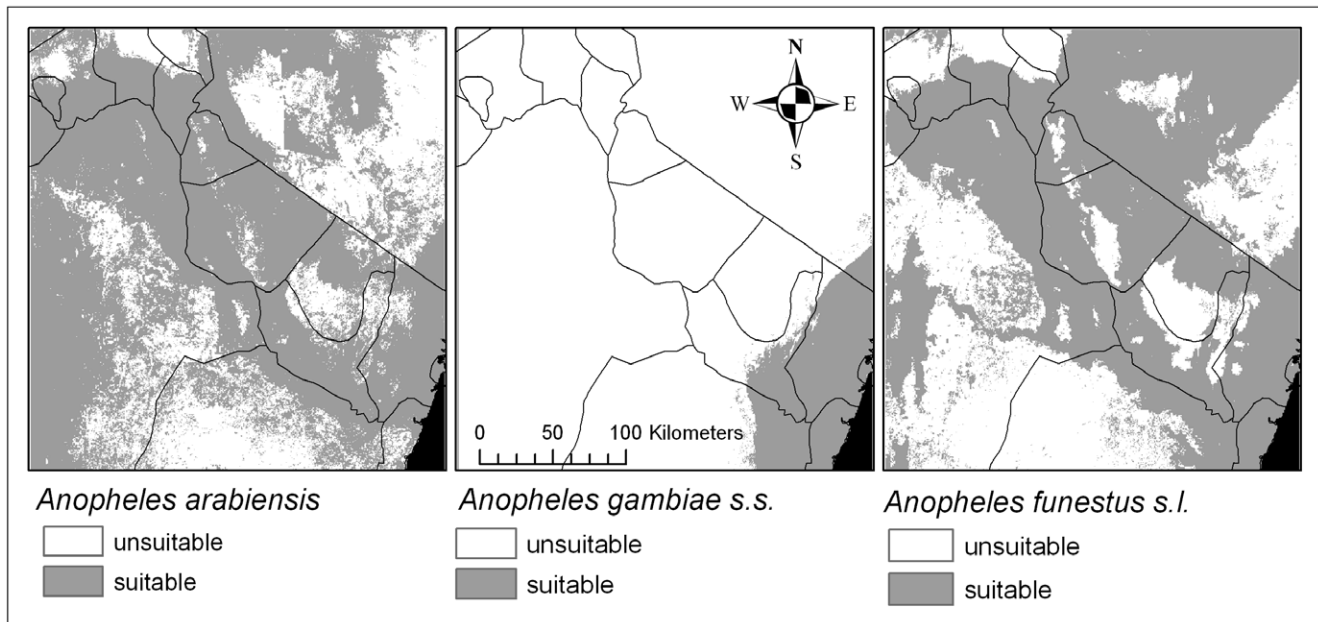 N
W E
S
0 50 100 Kilometers
Anopheles arabiensis
unsuitable
suitable
Anopheles gambiae s.s.
unsuitable
suitable
Anopheles funestus s.l.
unsuitable
suitable